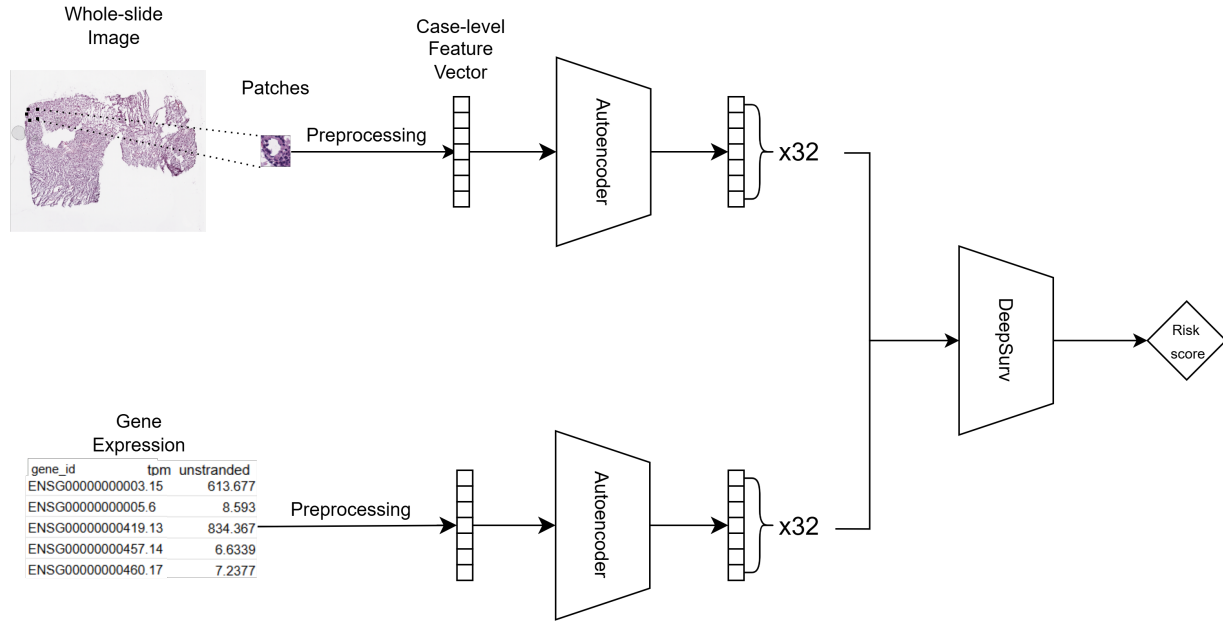 Whole-slide
Image
Patches
Preprocessing
Case-level
Feature
Vector
Autoencoder
x32
Gene
Expression
gene_id tpm unstranded
ENSG00000000003.15 613.677
ENSG00000000005.6 8.593
ENSG00000000419.13 834.367
ENSG00000000457.14 6.6339
ENSG00000000460.17 7.2377
Preprocessing
Autoencoder
x32
DeepSurv
Risk
score